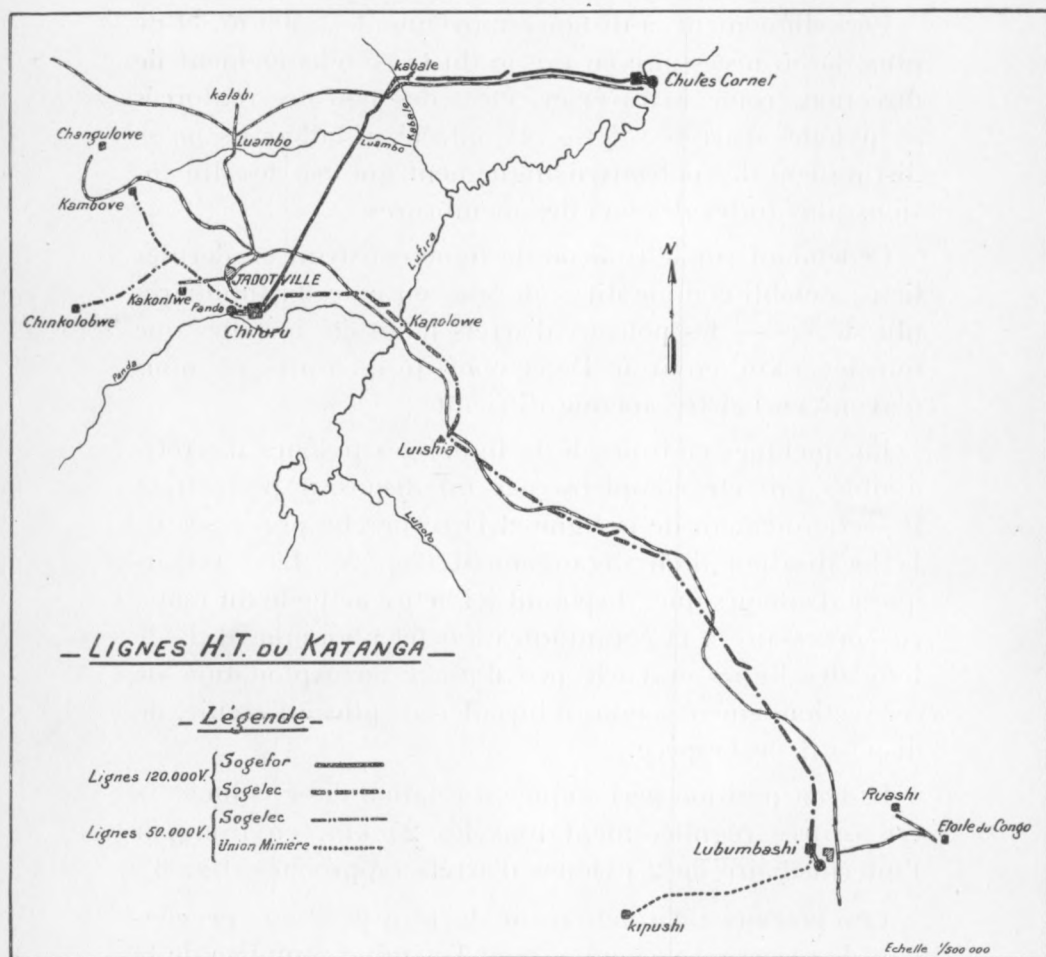 kabale
Chutes Cornet
kalabi
Changulowe
Luambo
Luambo
Kabale
Kambove
Lufira
N
JADOTVILLE
Kakontwe
Panda
Chinkolobwe
Chituru
Kapolowe
Panda
Luishia
LIGNES H.T. DU KATANGA
Légende
Lignes 120.000V.
Sogefor
Sogelec
Lignes 50.000V.
Sogelec
Union Minière
Ruashi
Etoile du Congo
Lubumbashi
Kipushi
Echelle 1/500 000